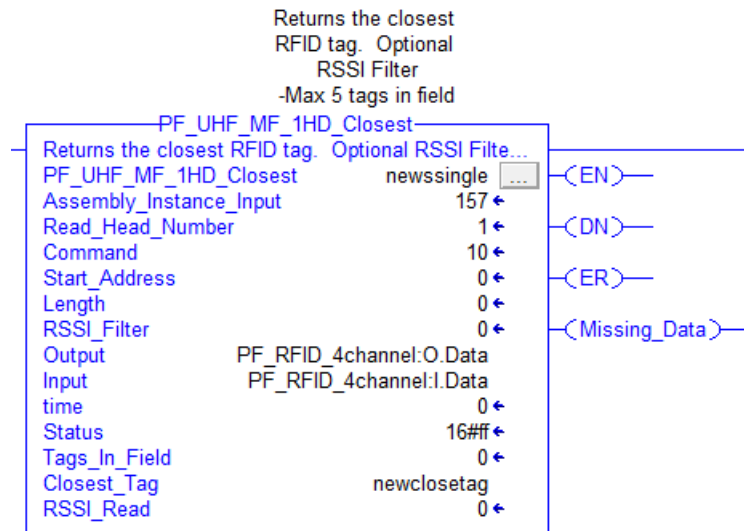 Returns the closest
RFID tag. Optional
RSSI Filter
-Max 5 tags in field
PF_UHF_MF_1HD_Closest
Returns the closest RFID tag. Optional RSSI Filte...
PF_UHF_MF_1HD_Closest newssingle ... EN
Assembly_Instance_Input 157
Read_Head_Number 1 DN
Command 10
Start_Address 0 ER
Length 0
RSSI_Filter 0 Missing_Data
Output PF_RFID_4channel:O.Data
Input PF_RFID_4channel:I.Data
time 0
Status 16#ff
Tags_In_Field 0
Closest_Tag newclosetag
RSSI_Read 0